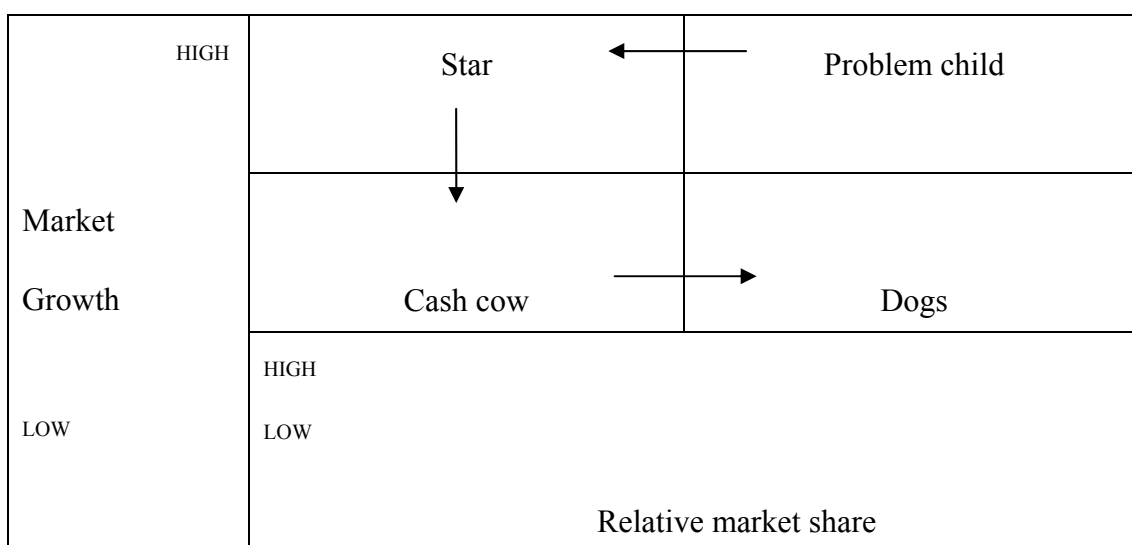 HIGH
Star
Problem child
Market
Growth
Cash cow
Dogs
HIGH
LOW
LOW
Relative market share